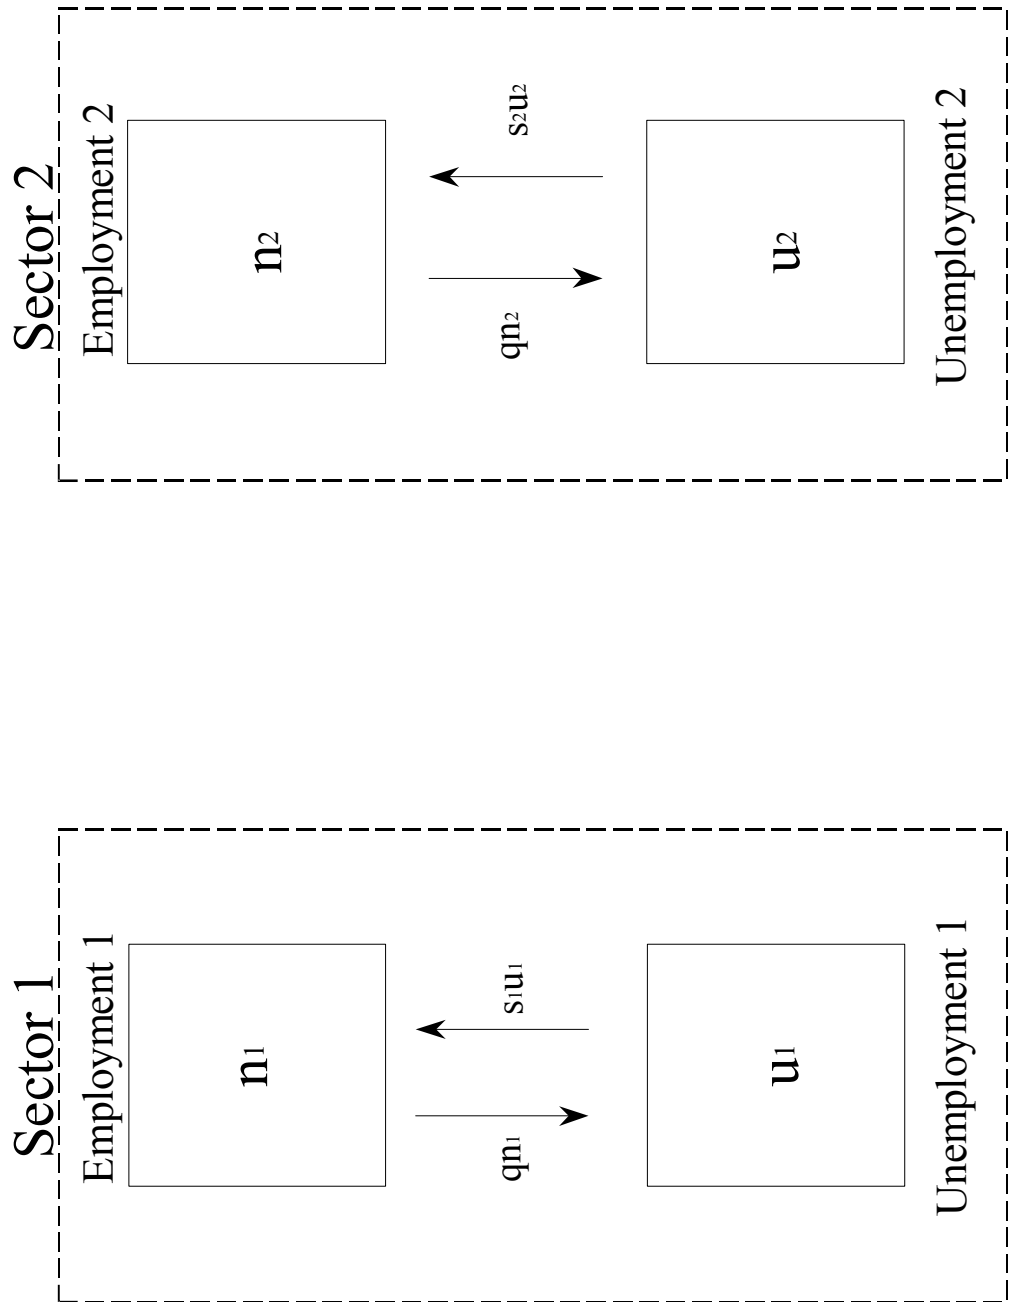 Sector 1
Employment 1
n1
qn1
s1u1
u1
Unemployment 1
Sector 2
Employment 2
n2
qn2
s2u2
u2
Unemployment 2